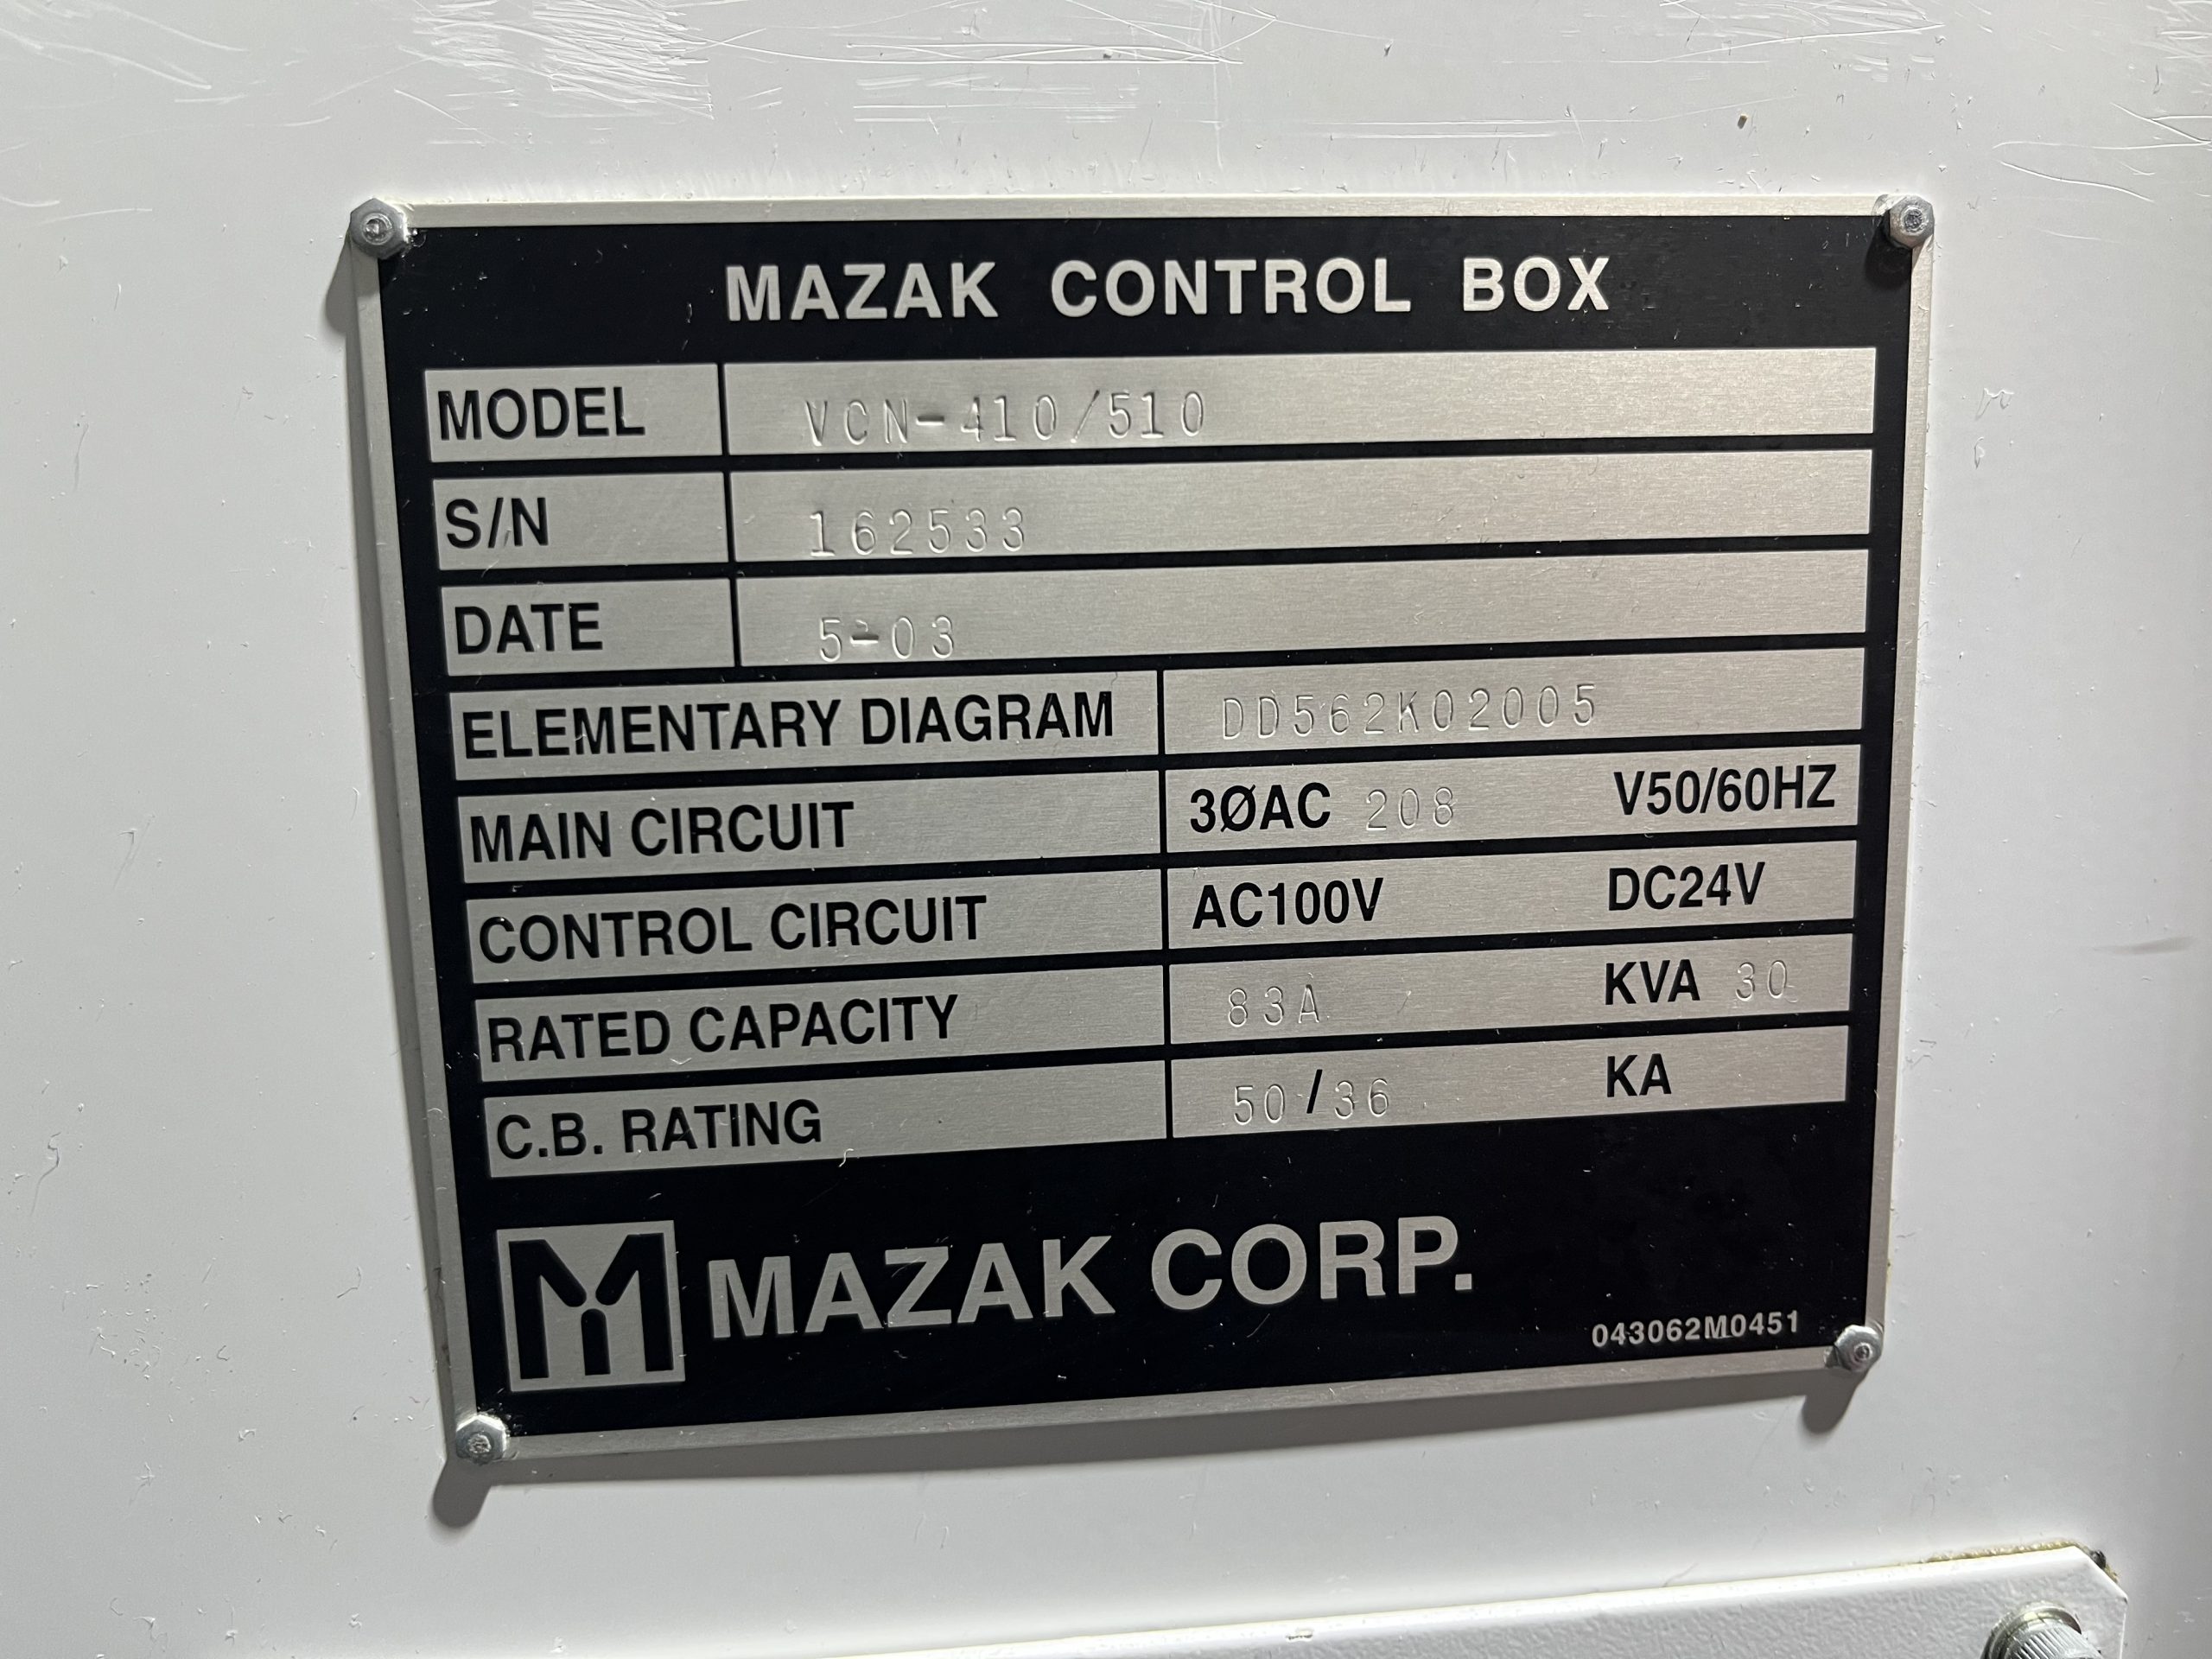 MAZAK CONTROL BOX
MODEL VCN-410/510
S/N 162533
DATE 5-03
ELEMENTARY DIAGRAM DD562K02005
MAIN CIRCUIT 3ØAC 208 V50/60HZ
CONTROL CIRCUIT AC100V DC24V
RATED CAPACITY 83A KVA 30
C.B. RATING 50/36 KA
MAZAK CORP.
043062M0451